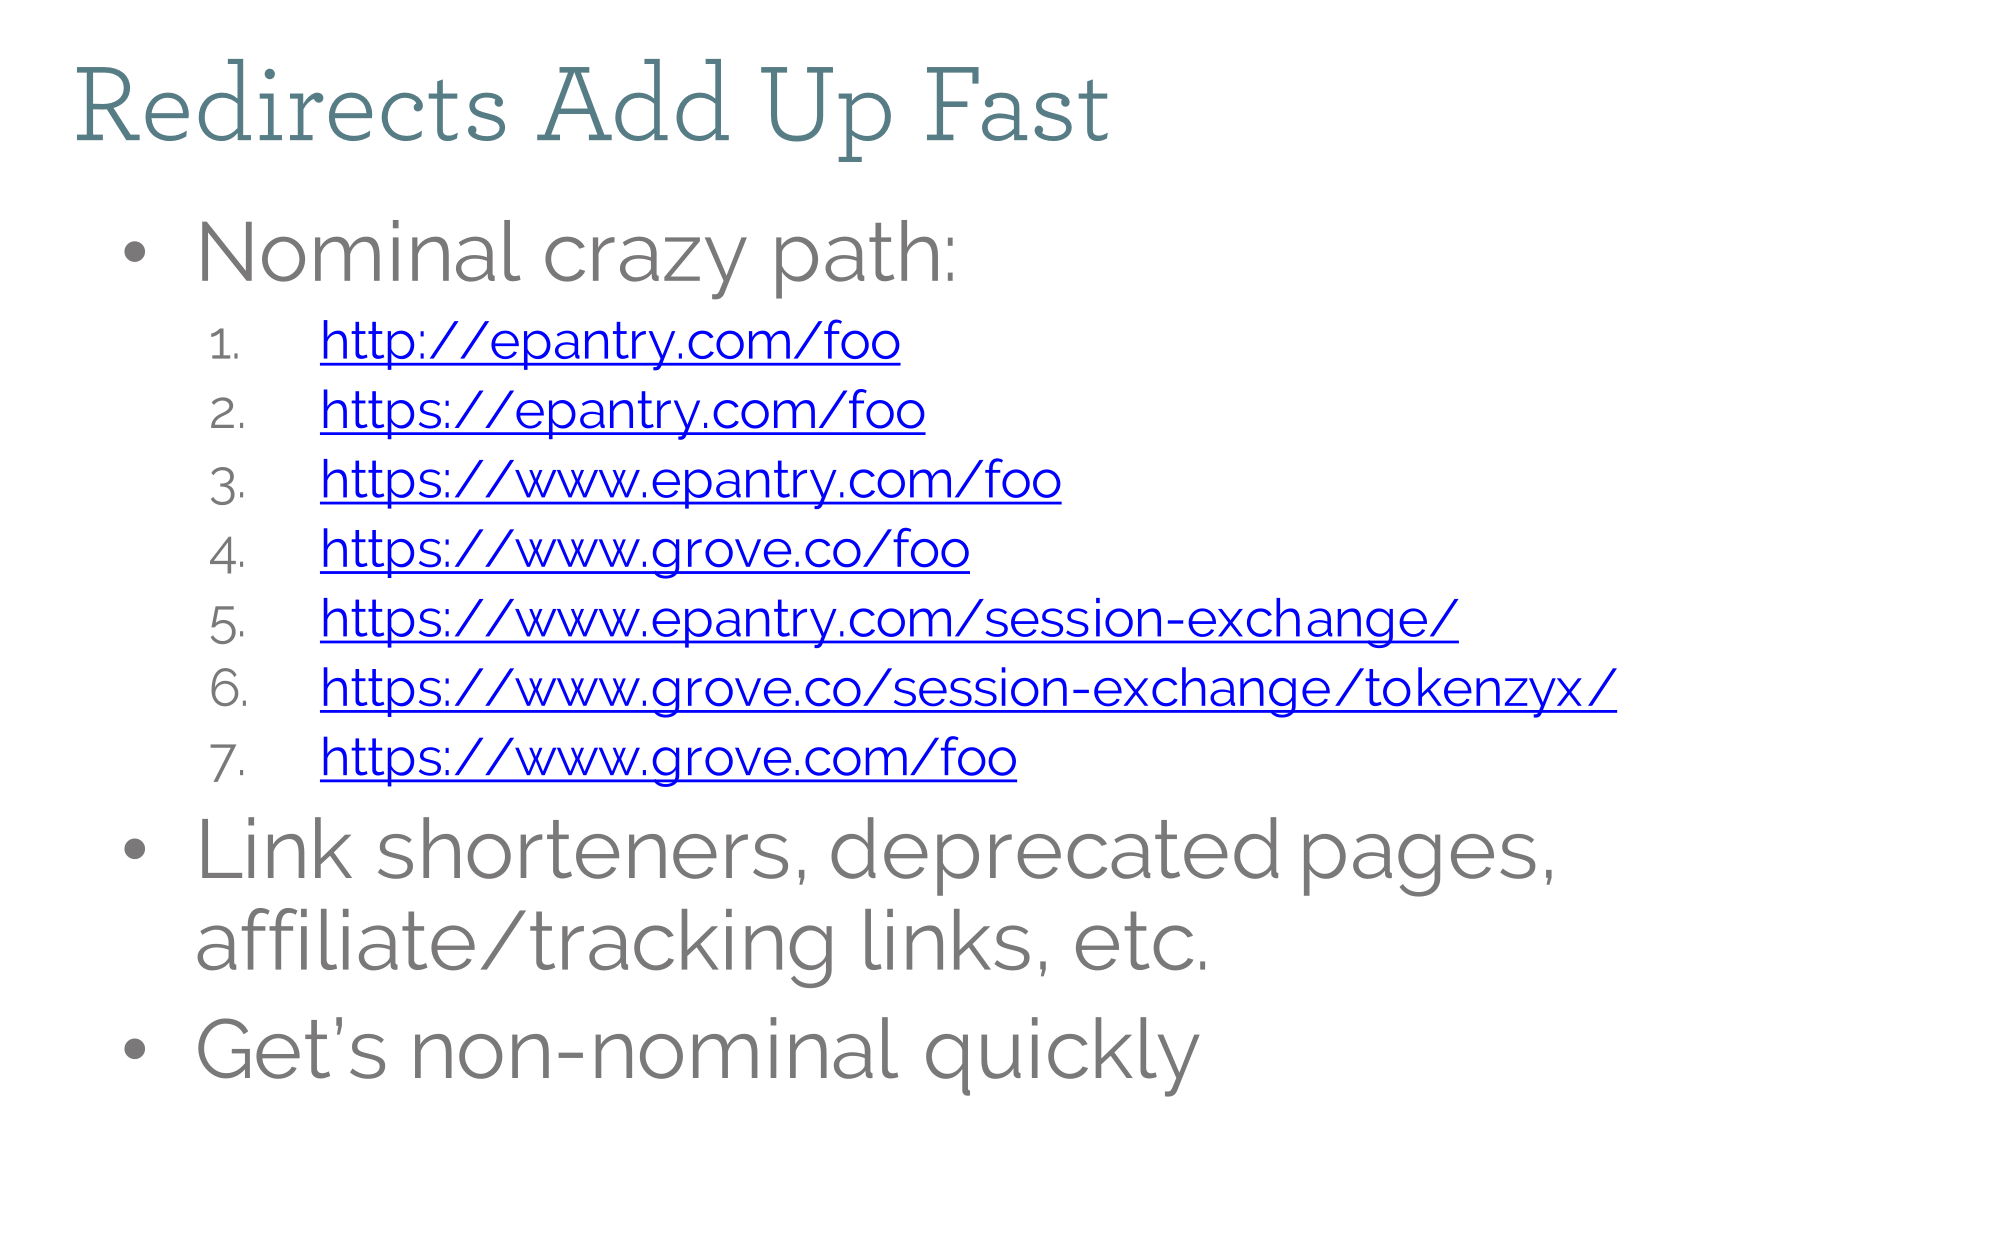 Redirects Add Up Fast
• Nominal crazy path:
1. http://epantry.com/foo
2. https://epantry.com/foo
3. https://www.epantry.com/foo
4. https://www.grove.co/foo
5. https://www.epantry.com/session-exchange/
6. https://www.grove.co/session-exchange/tokenzyx/
7. https://www.grove.com/foo
• Link shorteners, deprecated pages,
affiliate/tracking links, etc.
• Get’s non-nominal quickly